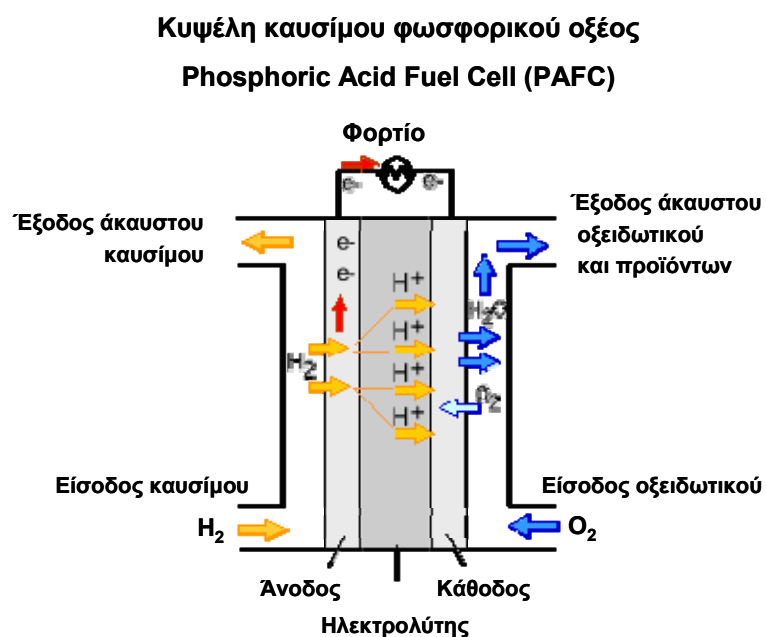 Κυψέλη καυσίμου φωσφορικού οξέος
Phosphoric Acid Fuel Cell (PAFC)
Φορτίο
e-
e-
Έξοδος άκαυστου
καυσίμου
Έξοδος άκαυστου
οξειδωτικού
και προϊόντων
e-
e-
H+
H+
H+
H+
H2
H2O
O2
Είσοδος καυσίμου
H2
Είσοδος οξειδωτικού
O2
Άνοδος
Κάθοδος
Ηλεκτρολύτης